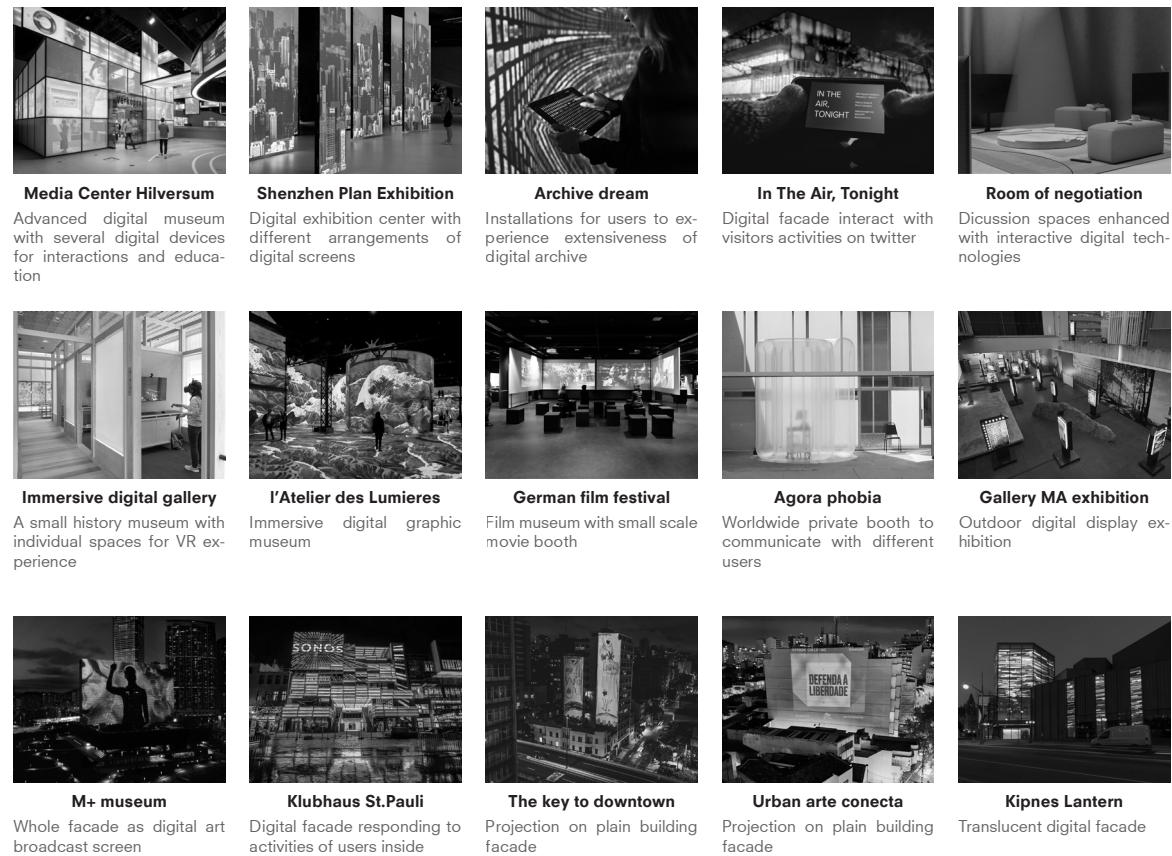 IN THE
AIR,
TONIGHT
Media Center Hilversum
Advanced digital museum
with several digital devices
for interactions and educa-
tion
Shenzhen Plan Exhibition
Digital exhibition center with
different arrangements of
digital screens
Archive dream
Installations for users to ex-
perience extensiveness of
digital archive
In The Air, Tonight
Digital facade interact with
visitors activities on twitter
Room of negotiation
Dicussion spaces enhanced
with interactive digital tech-
nologies
Immersive digital gallery
A small history museum with
individual spaces for VR ex-
perience
l'Atelier des Lumieres
Immersive digital graphic
museum
German film festival
Film museum with small scale
movie booth
Agora phobia
Worldwide private booth to
communicate with different
users
Gallery MA exhibition
Outdoor digital display ex-
hibition
SONOS
DEFENDA A
LIBERDADE
M+ museum
Whole facade as digital art
broadcast screen
Klubhaus St.Pauli
Digital facade responding to
activities of users inside
The key to downtown
Projection on plain building
facade
Urban arte conecta
Projection on plain building
facade
Kipnes Lantern
Translucent digital facade